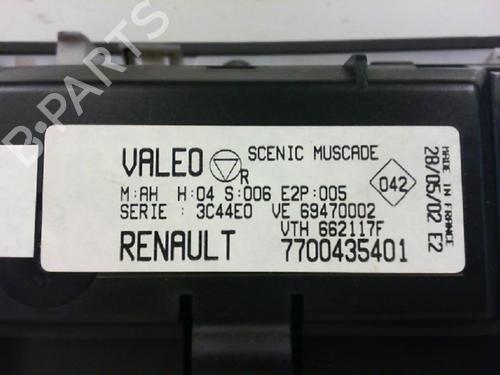 B-PARTS
VALEO R SCENIC MUSCADE
M:AH H:04 S:006 E2P:005
SERIE : 3C44E0 VE 69470002
VTH 662117F
RENAULT 7700435401
042
MADE IN FRANCE
28/05/02 E2